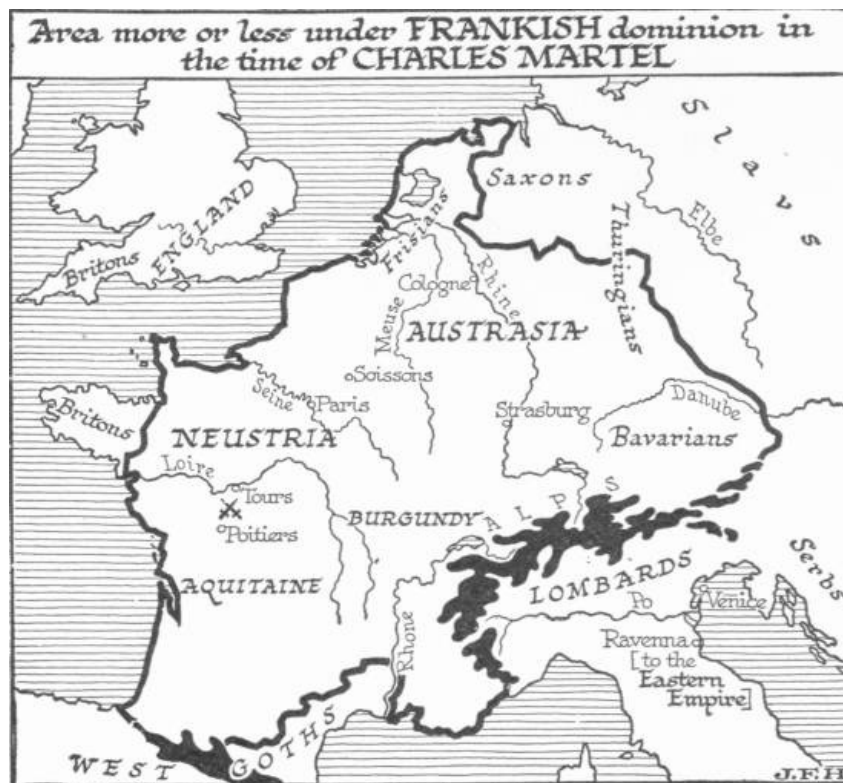 Area more or less under FRANKISH dominion in
the time of CHARLES MARTEL
Slavs
Saxons
Elbe
ENGLAND
Britons
Frisians
Thuringians
Rhine
Cologne
Meuse
AUSTRASIA
Soissons
Seine
Paris
Strasburg
Danube
Britons
NEUSTRIA
Bavarians
Loire
Tours
Poitiers
BURGUNDY
ALPS
AQUITAINE
LOMBARDS
Serbs
Po
Venice
Rhone
Ravenna
[to the
Eastern
Empire]
WEST GOTHS
J.F.H